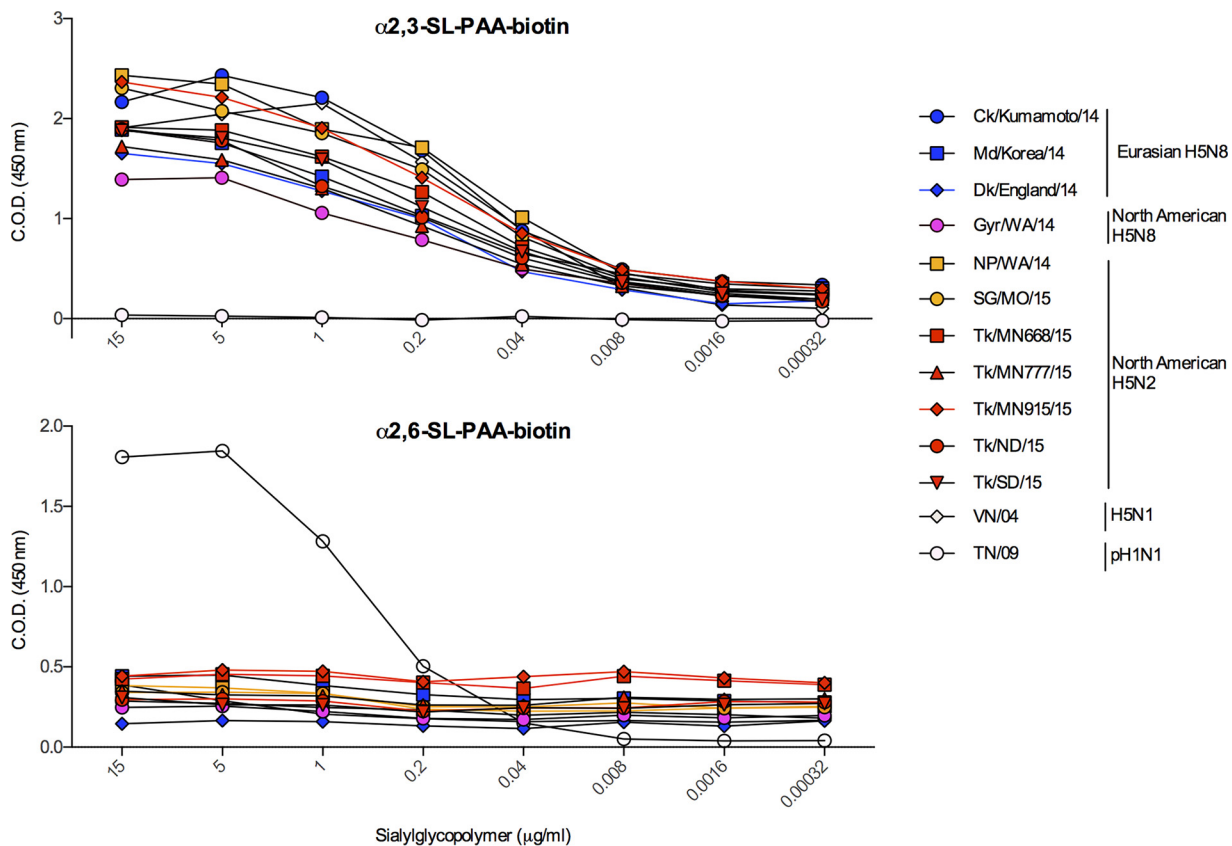 α2,3-SL-PAA-biotin
3
2
1
0
C.O.D. (450 nm)
15
5
1
0.2
0.04
0.008
0.0016
0.00032
α2,6-SL-PAA-biotin
2.0
1.5
1.0
0.5
0.0
C.O.D. (450 nm)
15
5
1
0.2
0.04
0.008
0.0016
0.00032
Sialylglycopolymer (μg/ml)
Ck/Kumamoto/14
Md/Korea/14
Dk/England/14
Gyr/WA/14
NP/WA/14
SG/MO/15
Tk/MN668/15
Tk/MN777/15
Tk/MN915/15
Tk/ND/15
Tk/SD/15
VN/04
TN/09
Eurasian H5N8
North American
H5N8
North American
H5N2
H5N1
pH1N1